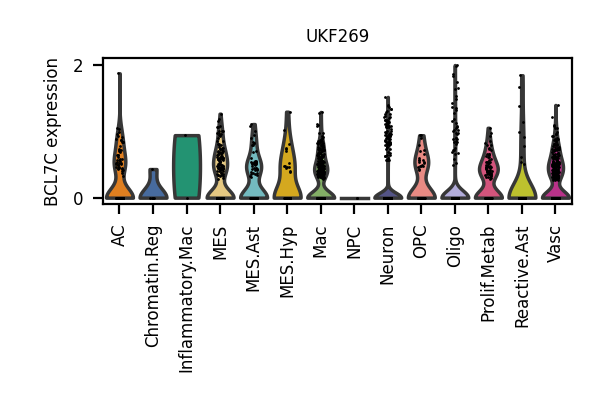 UKF269
BCL7C expression
2
0
AC
Chromatin.Reg
Inflammatory.Mac
MES
MES.Ast
MES.Hyp
Mac
NPC
Neuron
OPC
Oligo
Prolif.Metab
Reactive.Ast
Vasc